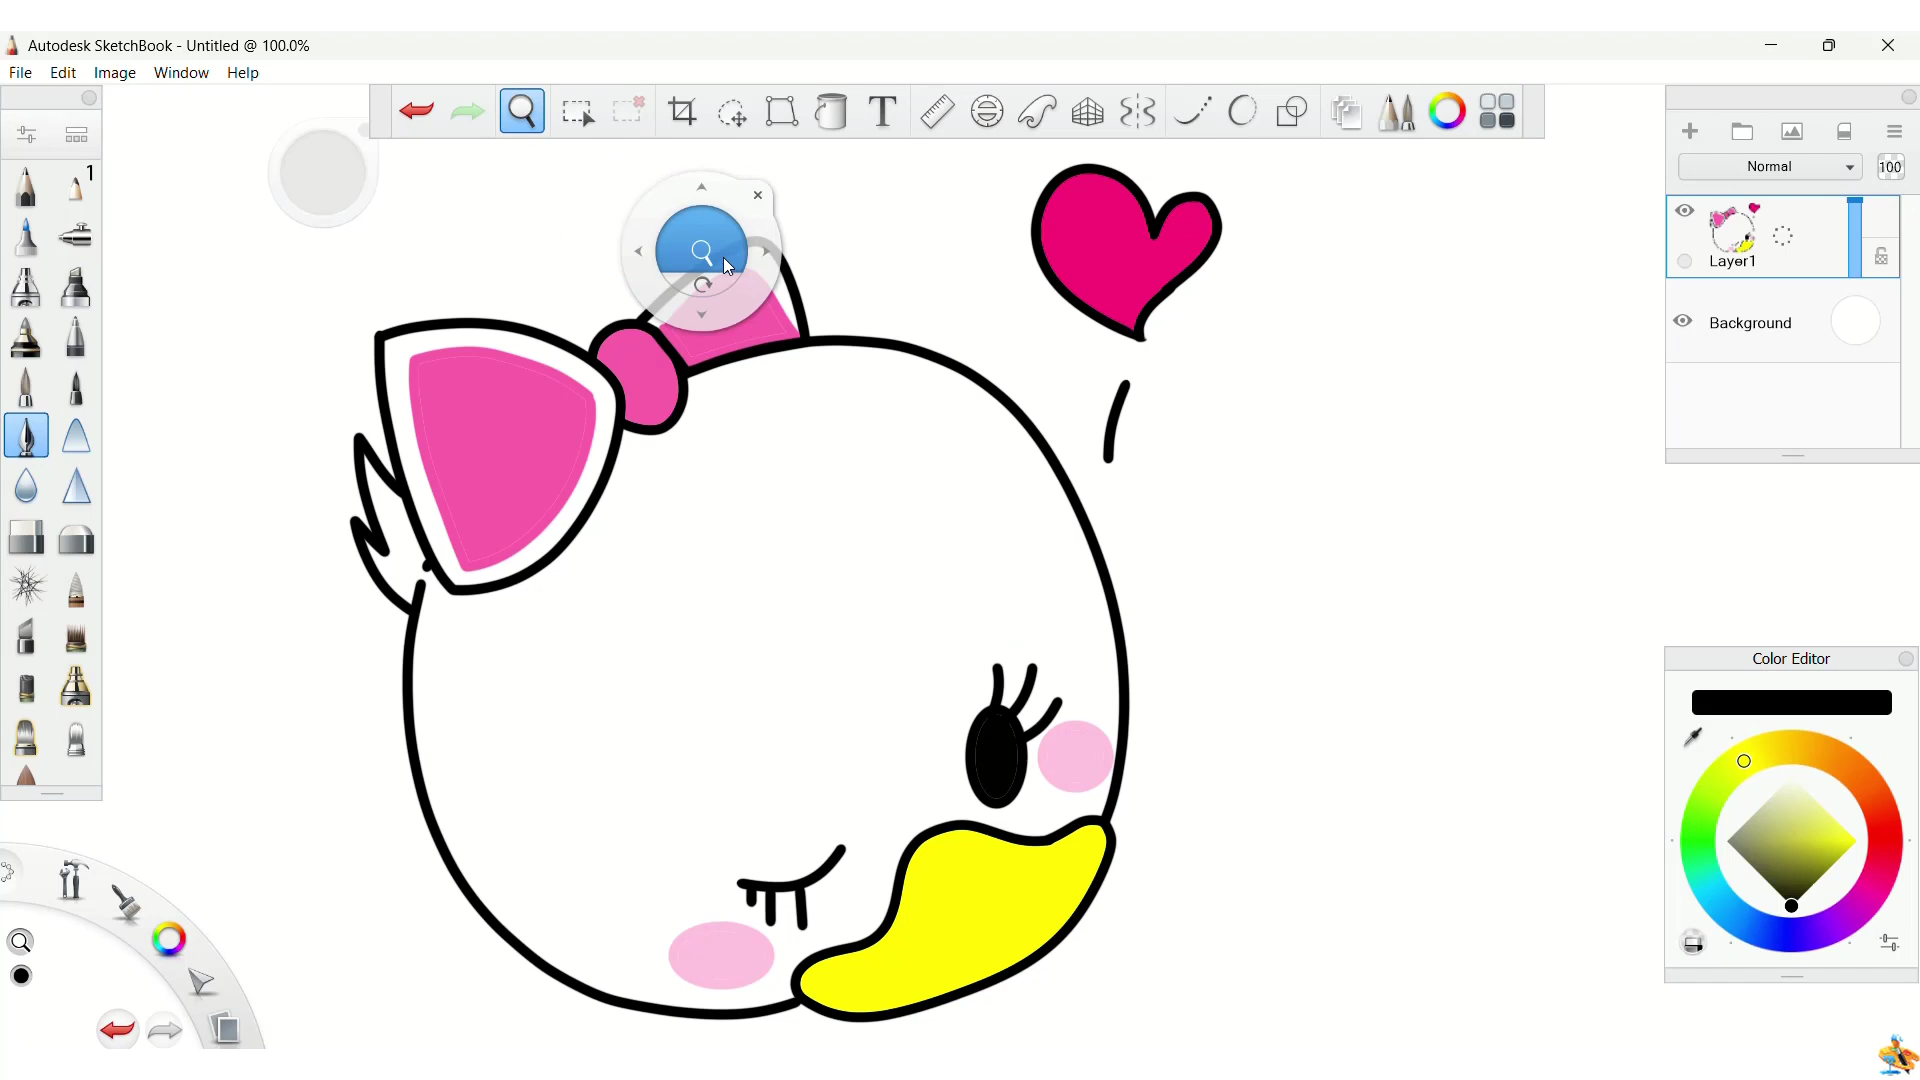 Autodesk SketchBook - Untitled @ 100.0%
File Edit Image Window Help
T
1
Normal 100
Layer1
Background
Color Editor